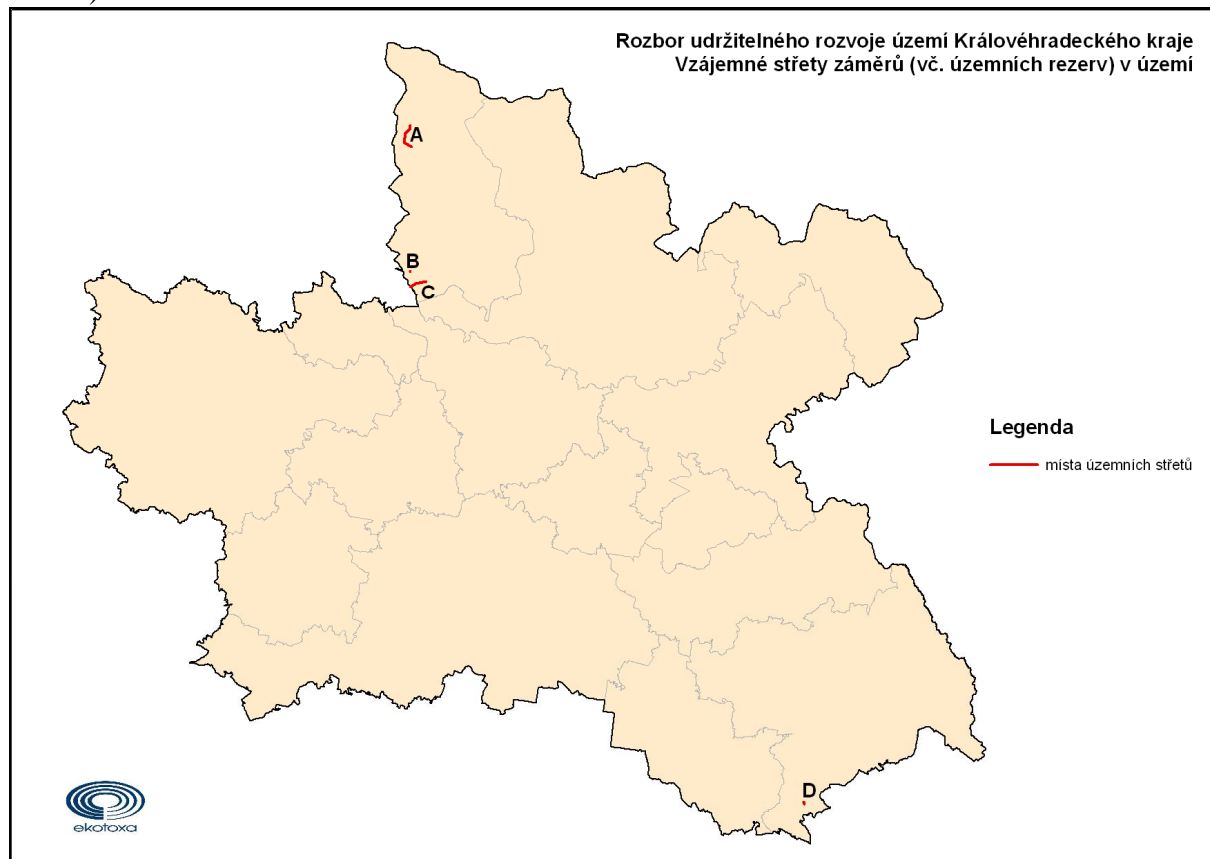 )
Rozbor udržitelného rozvoje území Královéhradeckého kraje
Vzájemné střety záměrů (vč. územních rezerv) v území
A
B
C
Legenda
místa územních střetů
D
ekotoxa